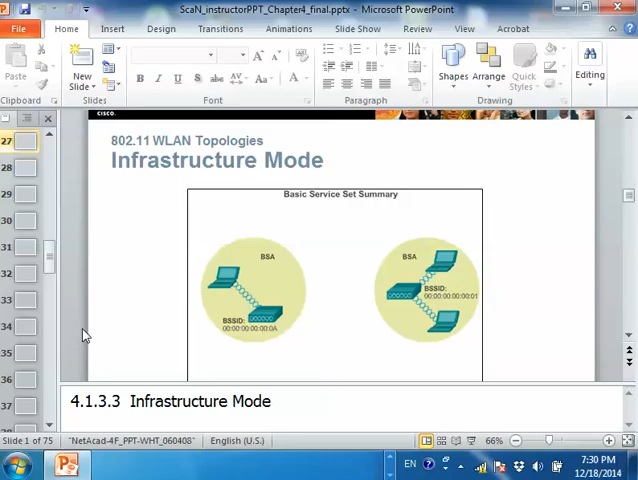 ScaN_instructorPPT_Chapter4_final.pptx - Microsoft PowerPoint
File Home Insert Design Transitions Animations Slide Show Review View Acrobat
Paste
New
Slide
Shapes Arrange Quick
Styles
Editing
Clipboard Slides Font Paragraph Drawing
CISCO.
27
28
29
30
31
32
33
34
35
36
37
802.11 WLAN Topologies
Infrastructure Mode
Basic Service Set Summary
BSA
BSSID:
00:00:00:00:00:0A
BSA
BSSID:
00:00:00:00:00:01
4.1.3.3 Infrastructure Mode
Slide 1 of 75 "NetAcad-4F_PPT-WHT_060408" English (U.S.) 66%
EN 7:30 PM
12/18/2014